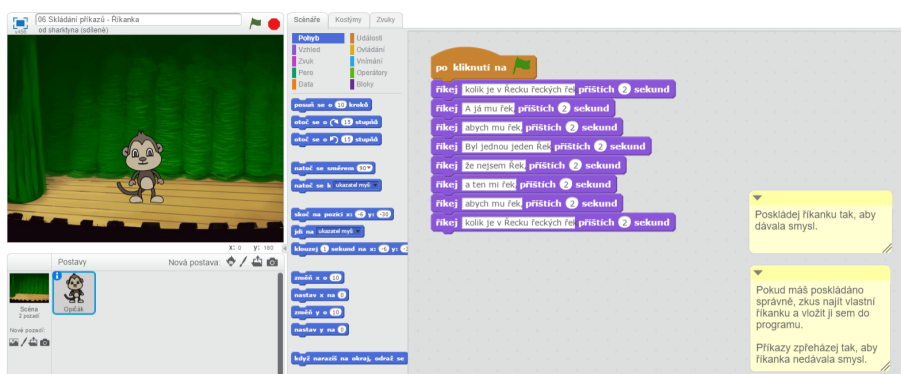 06 Skládání příkazů - Říkanka
od sharktyna (sdílené)
y456
Scénáře Kostýmy Zvuky
Pohyb Události
Vzhled Ovládání
Zvuk Vnímání
Pero Operátory
Data Bloky
posuň se o 10 kroků
otoč se o 15 stupňů
otoč se o 15 stupňů
natoč se směrem 90
natoč se k ukazatel myš
skoč na pozici x: -6 y: -38
jdi na ukazatel myš
klouzej 1 sekund na x: -6 y:
změň x o 10
nastav x na 0
změň y o 10
nastav y na 0
když narazíš na okraj, odraž se
po kliknutí na
říkej kolik je v Řecku řeckých řek příštích 2 sekund
říkej A já mu řek, příštích 2 sekund
říkej abych mu řek, příštích 2 sekund
říkej Byl jednou jeden Řek příštích 2 sekund
říkej že nejsem Řek, příštích 2 sekund
říkej a ten mi řek, příštích 2 sekund
říkej abych mu řek, příštích 2 sekund
říkej kolik je v Řecku řeckých řek příštích 2 sekund
Poskládej říkanku tak, aby
dávala smysl.
Pokud máš poskládáno
správně, zkus najít vlastní
říkanku a vložit ji sem do
programu.
Příkazy zpřeházej tak, aby
říkanka nedávala smysl.
x: 0 y: 180
Postavy Nová postava:
Scéna
2 pozadí
Opičák
Nové pozadí: